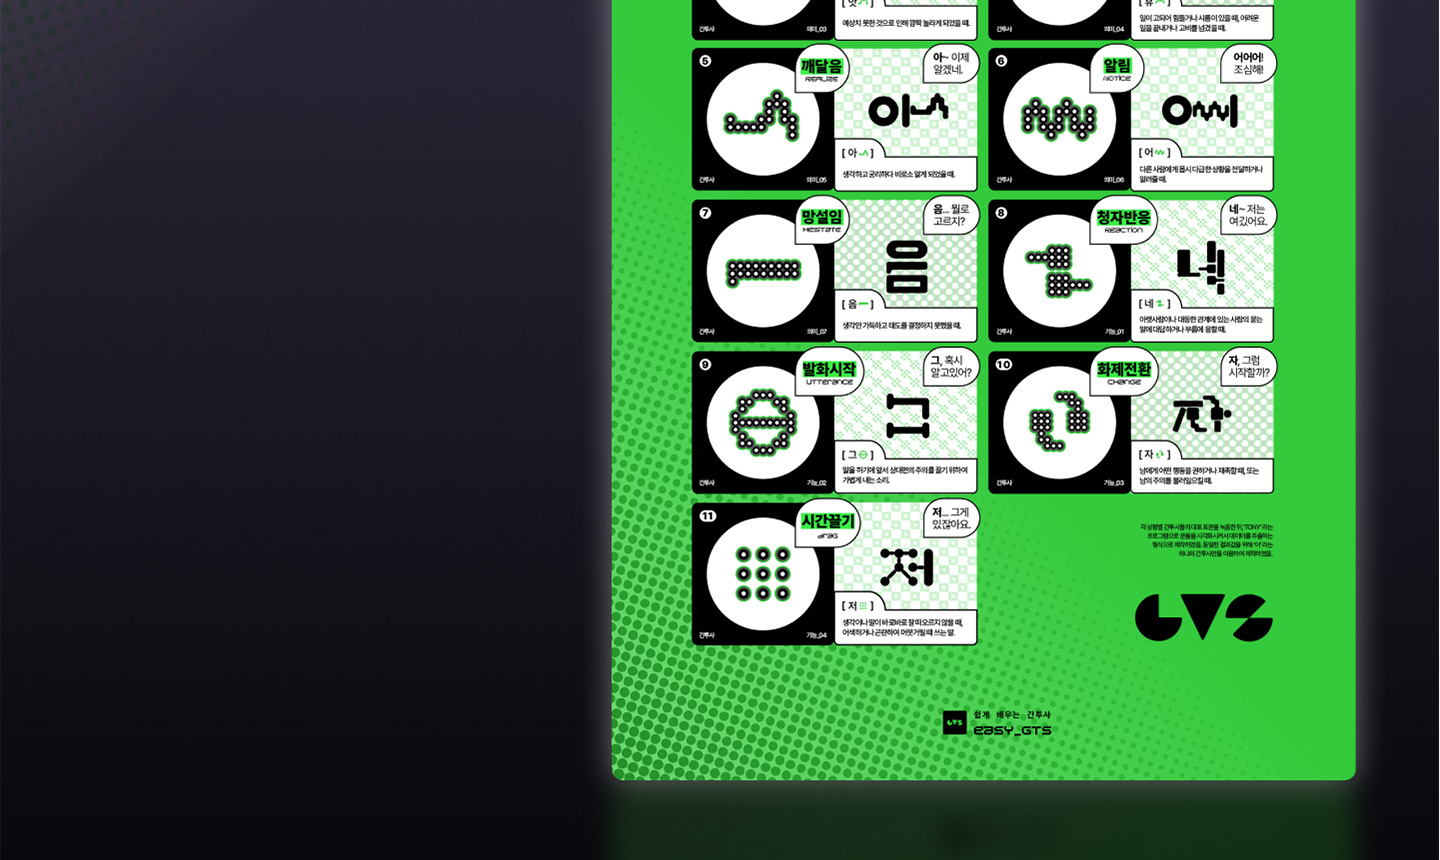 간투사
의미_03
예상치 못한 것으로 인해 깜짝 놀라게 되었을 때.
간투사
의미_04
일이 고되어 힘들거나 시름이 있을 때, 어려운
일을 끝내거나 고비를 넘겼을 때.
5
깨달음
REALIZE
아~ 이제
알겠네.
[ 아 ]
간투사
의미_05
생각하고 궁리하다 비로소 알게 되었을 때.
6
알림
NOTICE
어어어!
조심해!
[ 어 ]
간투사
의미_06
다른 사람에게 몹시 다급한 상황을 전달하거나
알려줄 때.
7
망설임
HESITATE
음... 뭘로
고르지?
음
[ 음 ]
간투사
의미_07
생각만 가득하고 태도를 결정하지 못했을 때.
8
청자반응
REACTION
네~ 저는
여깄어요.
네
[ 네 ]
간투사
기능_01
아랫사람이나 대등한 관계에 있는 사람의 묻는
말에 대답하거나 부름에 응할 때.
9
발화시작
UTTERANCE
그, 혹시
알고있어?
그
[ 그 ]
간투사
기능_02
말을 하기에 앞서 상대편의 주의를 끌기 위하여
가볍게 내는 소리.
10
화제전환
CHANGE
자, 그럼
시작할까?
자
[ 자 ]
간투사
기능_03
남에게 어떤 행동을 권하거나 재촉할 때, 또는
남의 주의를 불러일으킬 때.
11
시간끌기
DRAG
저... 그게
있잖아요.
저
[ 저 ]
간투사
기능_04
생각이나 말이 바로바로 잘 떠오르지 않을 때,
어색하거나 곤란하여 머뭇거릴 때 쓰는 말.
각 상황별 간투사들의 대표 표본을 녹음한 뒤, 'TONY'라는
프로그램으로 운율을 시각화시켜서 데이터를 추출하는
형식으로 제작하였음. 동일한 결과값을 위해 '아'라는
하나의 간투사만을 이용하여 제작하였음.
GTS
GTS
쉽게 배우는 간투사
easy_GTS